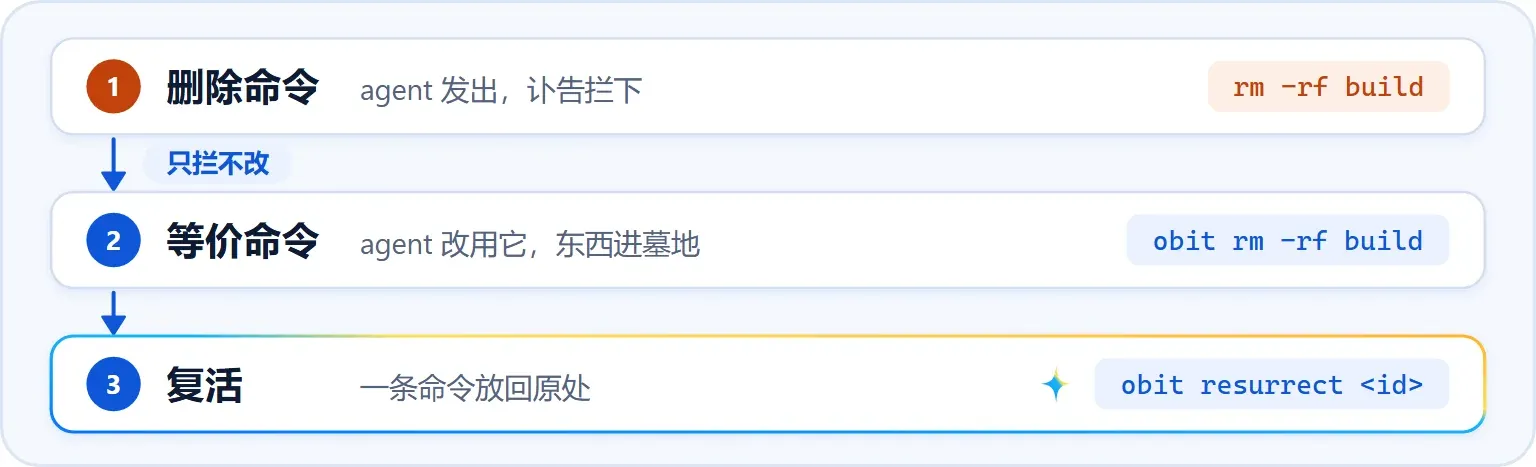 1 删除命令 agent 发出，讣告拦下 rm -rf build
只拦不改
2 等价命令 agent 改用它，东西进墓地 obit rm -rf build
3 复活 一条命令放回原处 obit resurrect <id>